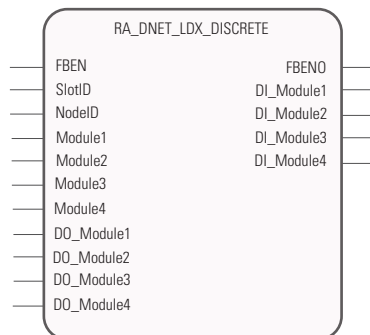 RA_DNET_LDX_DISCRETE
FBEN FBENO
SlotID DI_Module1
NodeID DI_Module2
Module1 DI_Module3
Module2 DI_Module4
Module3
Module4
DO_Module1
DO_Module2
DO_Module3
DO_Module4